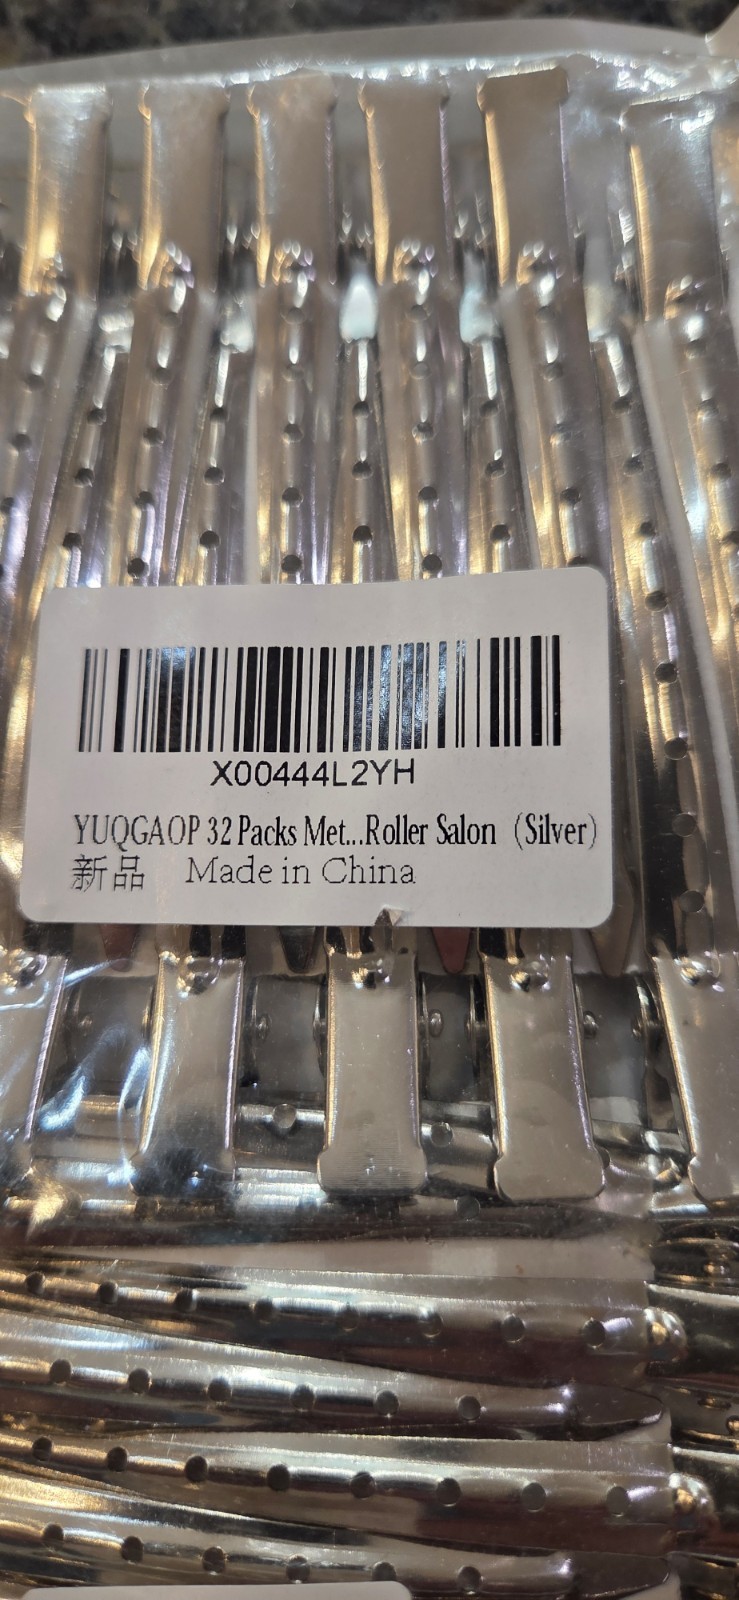 X00444L2YH
YUQGAOP 32 Packs Met...Roller Salon（Silver）
新品 Made in China